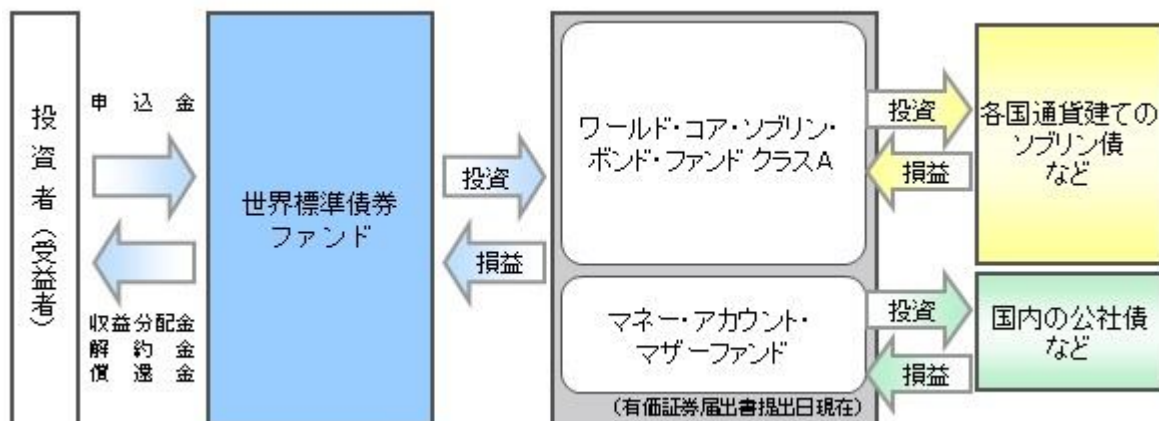 投資者(受益者)
申込金
収益分配金
解約金
償還金
世界標準債券
ファンド
投資
損益
ワールド・コア・ソブリン・
ボンド・ファンド クラスA
マネー・アカウント・
マザーファンド
(有価証券届出書提出日現在)
投資
損益
各国通貨建ての
ソブリン債
など
投資
損益
国内の公社債
など